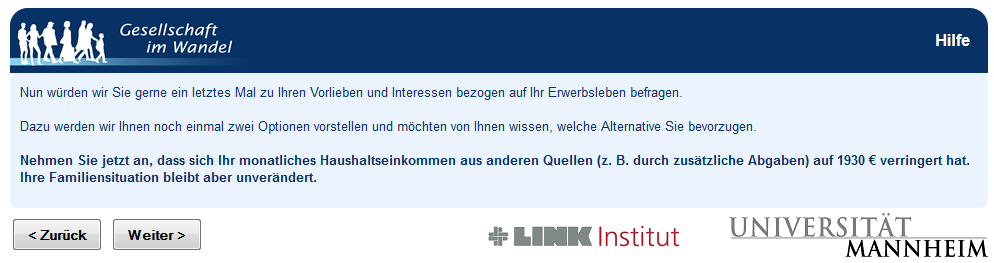 Gesellschaft
im Wandel
Hilfe
Nun würden wir Sie gerne ein letztes Mal zu Ihren Vorlieben und Interessen bezogen auf Ihr Erwerbsleben befragen.
Dazu werden wir Ihnen noch einmal zwei Optionen vorstellen und möchten von Ihnen wissen, welche Alternative Sie bevorzugen.
Nehmen Sie jetzt an, dass sich Ihr monatliches Haushaltseinkommen aus anderen Quellen (z. B. durch zusätzliche Abgaben) auf 1930 € verringert hat.
Ihre Familiensituation bleibt aber unverändert.
< Zurück
Weiter >
LINK Institut
UNIVERSITÄT
MANNHEIM